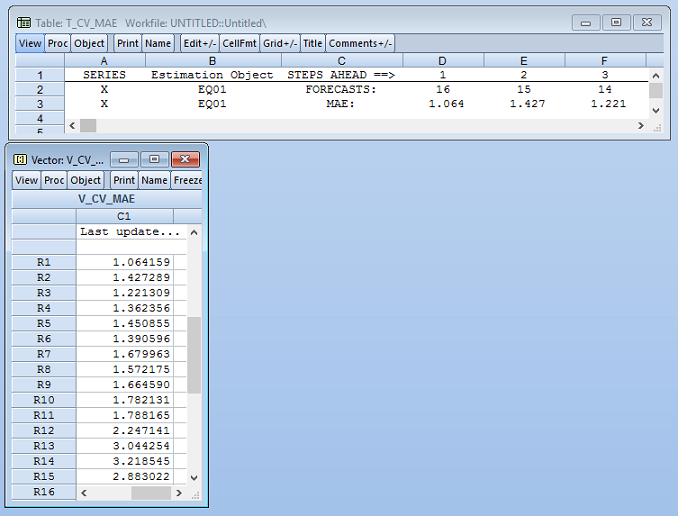 Table: T_CV_MAE   Workfile: UNTITLED::Untitled\
View Proc Object Print Name Edit+/- CellFmt Grid+/- Title Comments+/-
A B C D E F
1 SERIES Estimation Object STEPS AHEAD ==> 1 2 3
2 X EQ01 FORECASTS: 16 15 14
3 X EQ01 MAE: 1.064 1.427 1.221
4
5
Vector: V_CV_...
View Proc Object Print Name Freeze
V_CV_MAE
C1
Last update...
R1 1.064159
R2 1.427289
R3 1.221309
R4 1.362356
R5 1.450855
R6 1.390596
R7 1.679963
R8 1.572175
R9 1.664590
R10 1.782131
R11 1.788165
R12 2.247141
R13 3.044254
R14 3.218545
R15 2.883022
R16